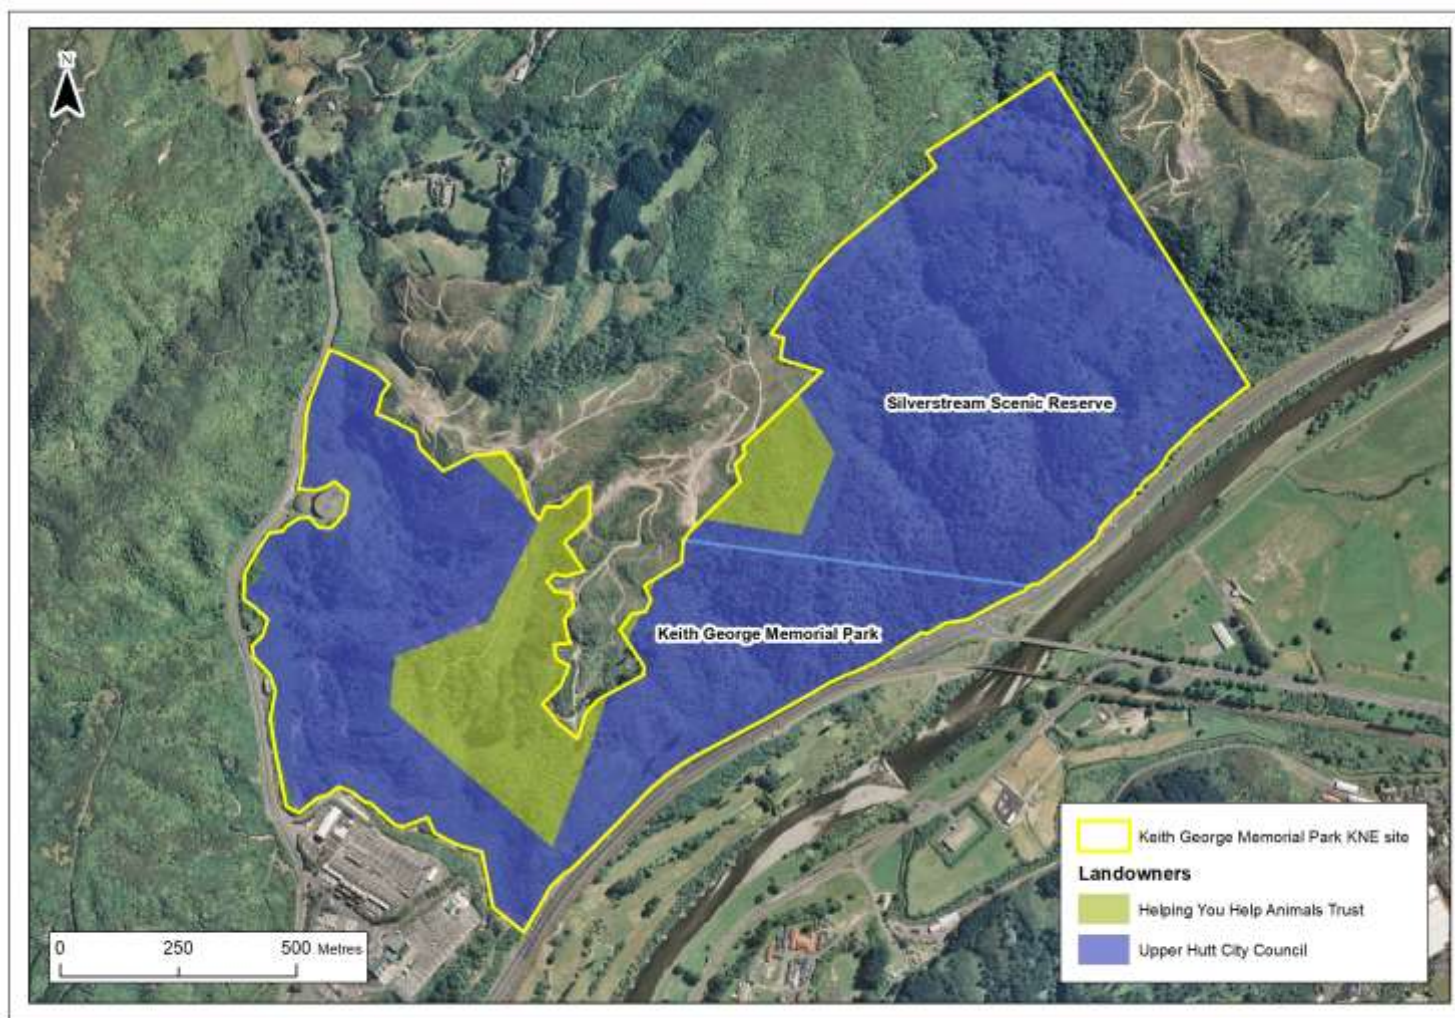 N
Silverstream Scenic Reserve
Keith George Memorial Park
Keith George Memorial Park KNE site
Landowners
Helping You Help Animals Trust
Upper Hutt City Council
0 250 500 Metres